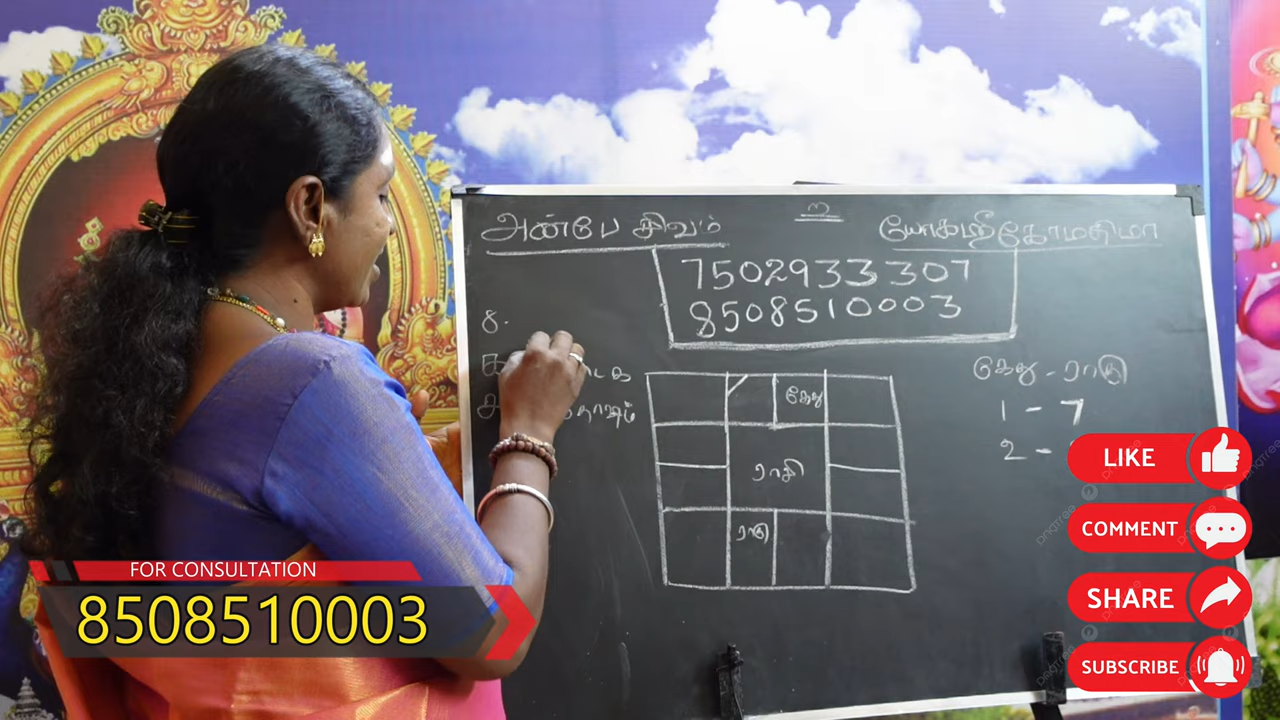 அன்பே சிவம்
உ
யோகஸ்ரீகோமதிமா
7502933307
8508510003
8.
கேது - ராகு
1 - 7
2 -
கேது
ராசி
ராகு
FOR CONSULTATION
8508510003
LIKE
COMMENT
SHARE
SUBSCRIBE